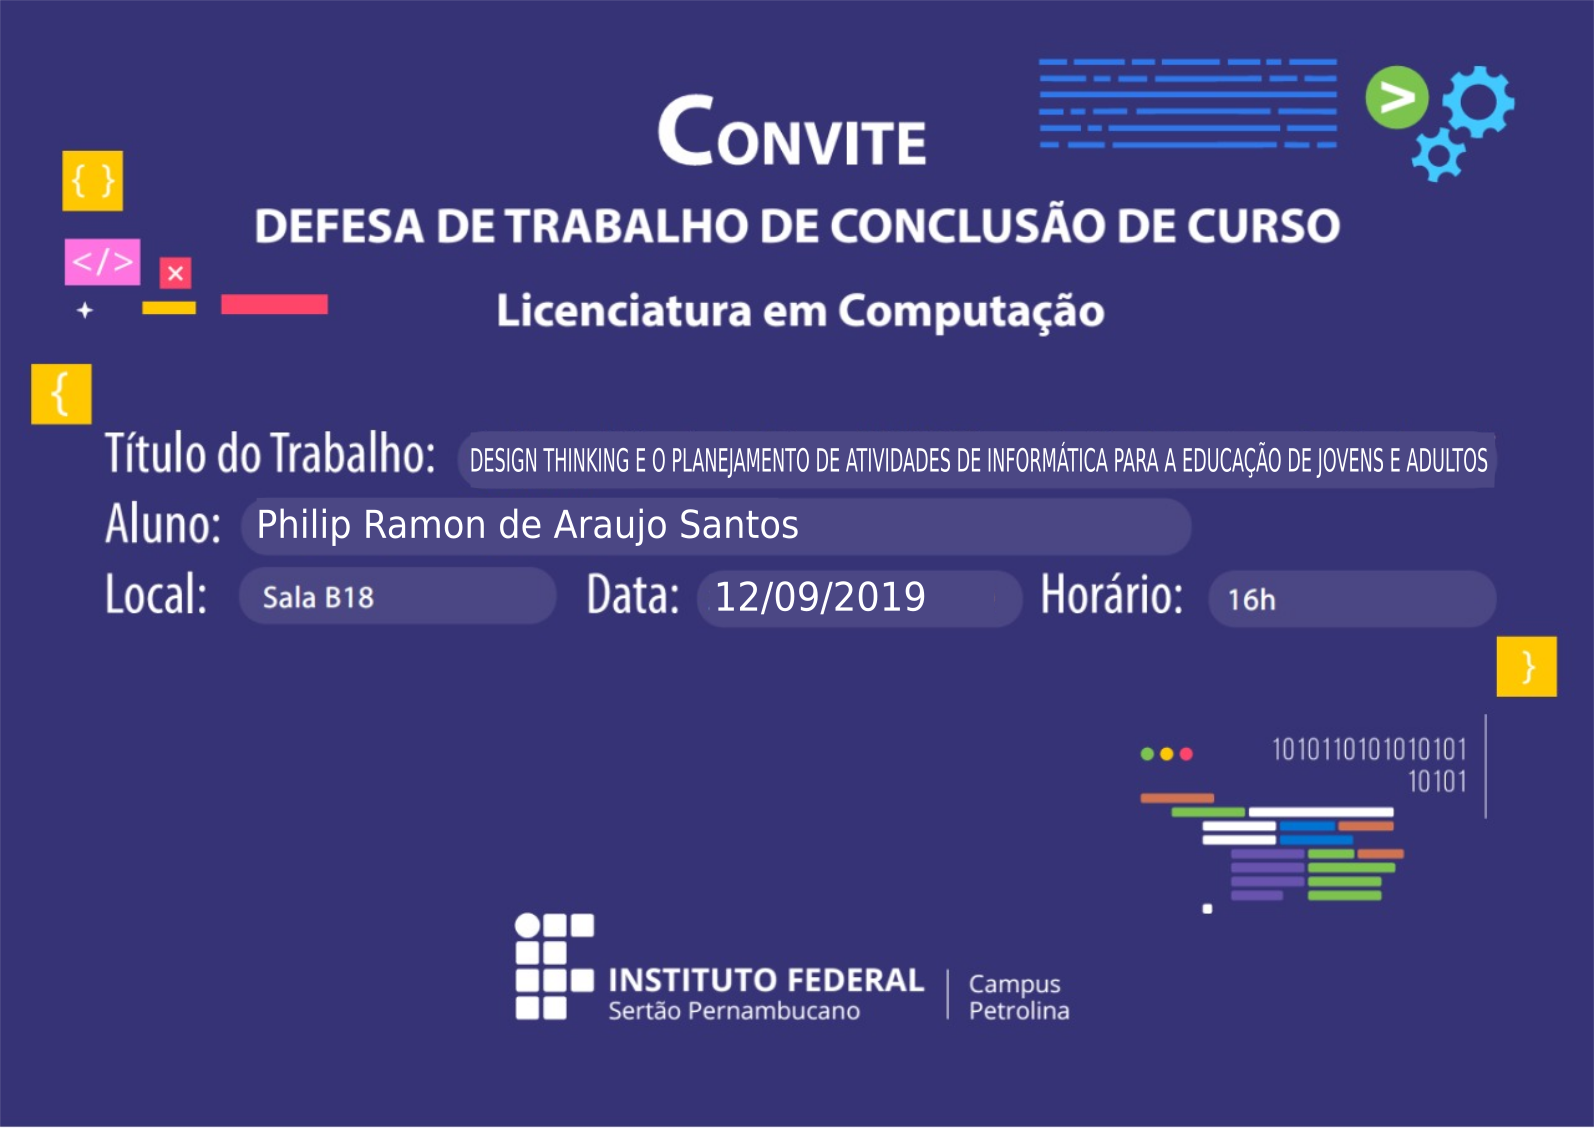 CONVITE
DEFESA DE TRABALHO DE CONCLUSÃO DE CURSO
Licenciatura em Computação
{ }
</>
×
>
{
Título do Trabalho: DESIGN THINKING E O PLANEJAMENTO DE ATIVIDADES DE INFORMÁTICA PARA A EDUCAÇÃO DE JOVENS E ADULTOS
Aluno: Philip Ramon de Araujo Santos
Local: Sala B18 Data: 12/09/2019 Horário: 16h
}
1010110101010101
10101
INSTITUTO FEDERAL
Sertão Pernambucano
Campus
Petrolina